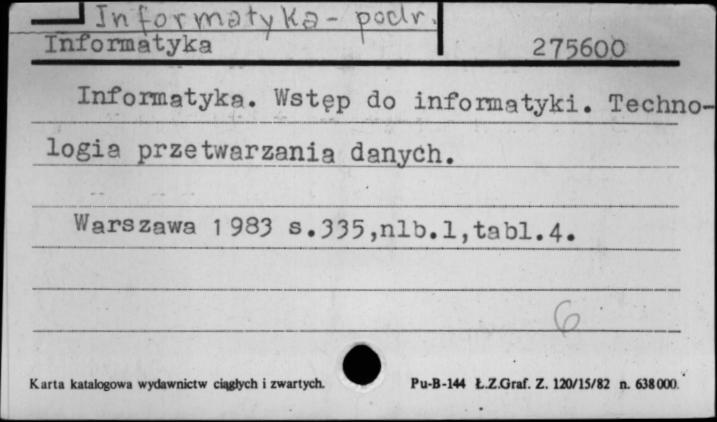 Informatyka - podr.
Informatyka 275600
Informatyka. Wstęp do informatyki. Techno-
logia przetwarzania danych.
Warszawa 1983 s.335,nlb.1,tabl.4.
6
Karta katalogowa wydawnictw ciągłych i zwartych. Pu-B-144 Ł.Z.Graf. Z. 120/15/82 n. 638000.